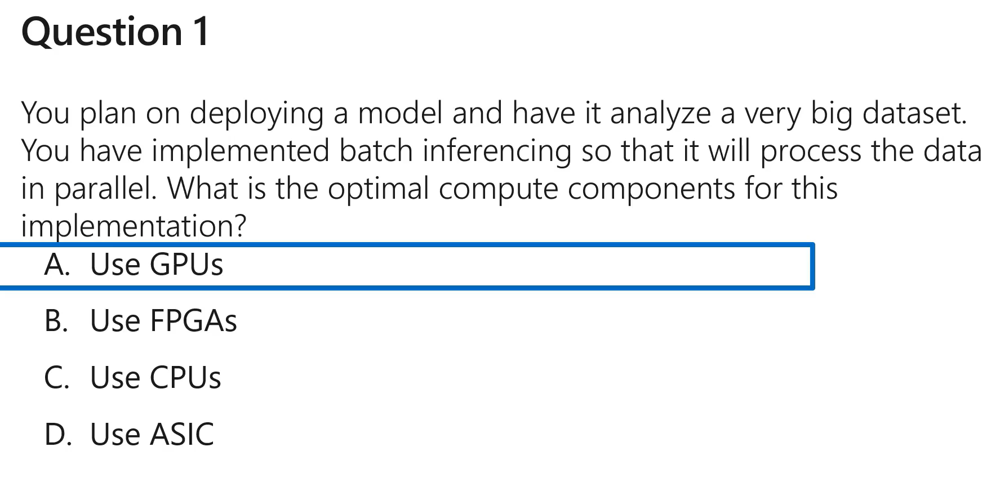 Question 1
You plan on deploying a model and have it analyze a very big dataset.
You have implemented batch inferencing so that it will process the data
in parallel. What is the optimal compute components for this
implementation?
A. Use GPUs
B. Use FPGAs
C. Use CPUs
D. Use ASIC